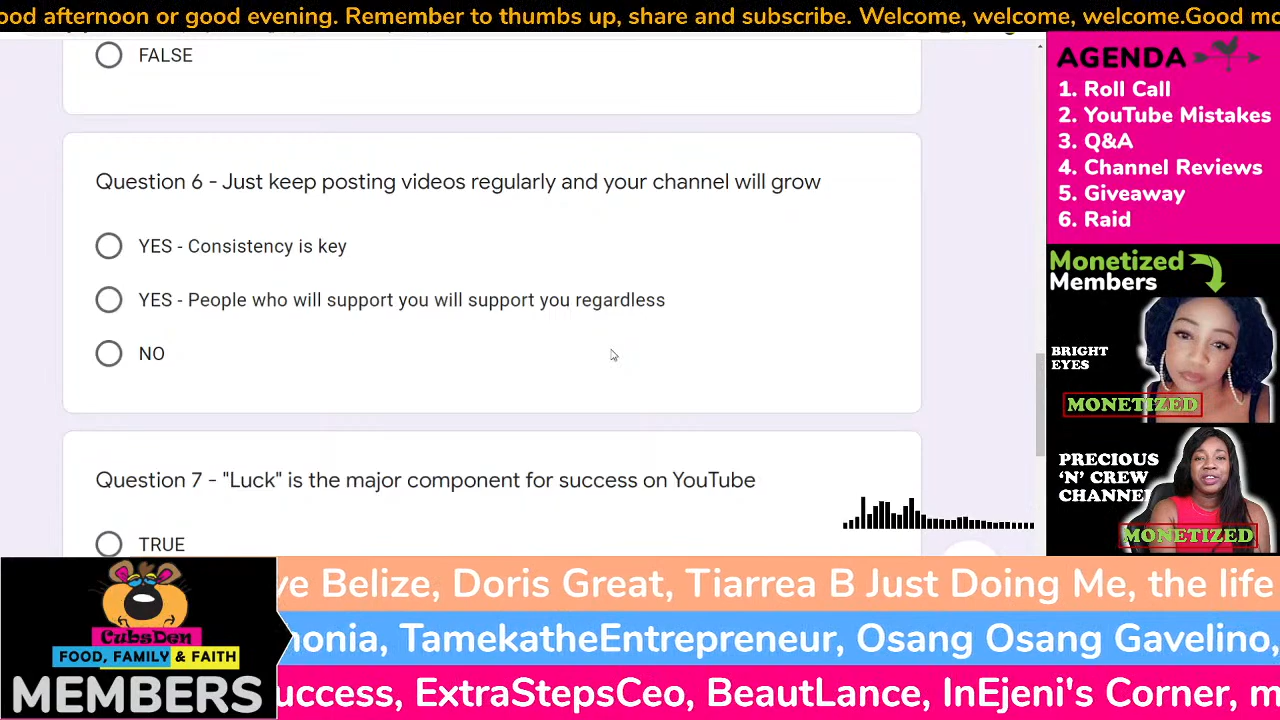 ood afternoon or good evening. Remember to thumbs up, share and subscribe. Welcome, welcome, welcome.Good mo
FALSE
Question 6 - Just keep posting videos regularly and your channel will grow
YES - Consistency is key
YES - People who will support you will support you regardless
NO
Question 7 - "Luck" is the major component for success on YouTube
TRUE
AGENDA
1. Roll Call
2. YouTube Mistakes
3. Q&A
4. Channel Reviews
5. Giveaway
6. Raid
Monetized
Members
BRIGHT
EYES
MONETIZED
PRECIOUS
‘N’ CREW
CHANNEL
MONETIZED
CubsDen
FOOD, FAMILY & FAITH
MEMBERS
ve Belize, Doris Great, Tiarrea B Just Doing Me, the life
nonia, TamekatheEntrepreneur, Osang Osang Gavelino,
uccess, ExtraStepsCeo, BeautLance, InEjeni's Corner, m